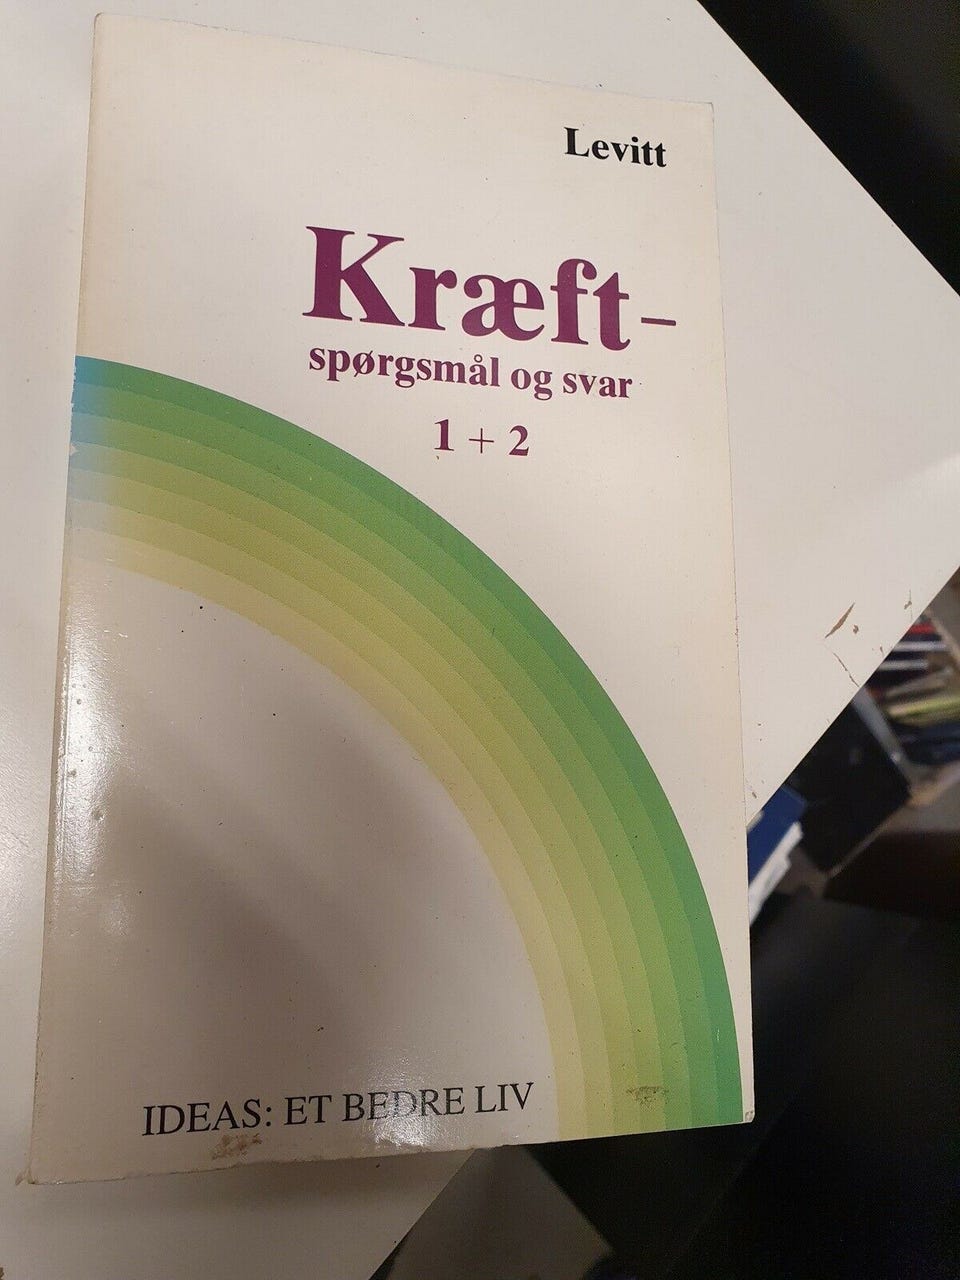 Levitt
Kræft-
spørgsmål og svar
1 + 2
IDEAS: ET BEDRE LIV